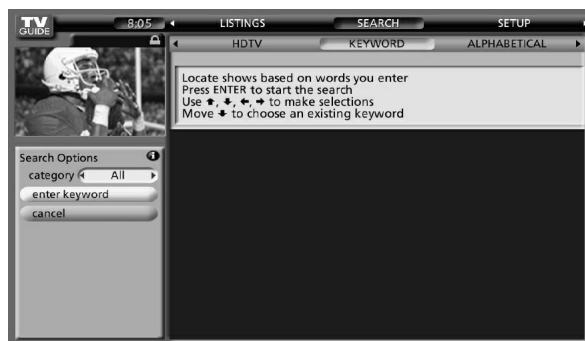 TV
GUIDE
8:05
LISTINGS
SEARCH
SETUP
HDTV
KEYWORD
ALPHABETICAL
Locate shows based on words you enter
Press ENTER to start the search
Use ↑, ↓, ←, → to make selections
Move ↓ to choose an existing keyword
Search Options
category All
enter keyword
cancel